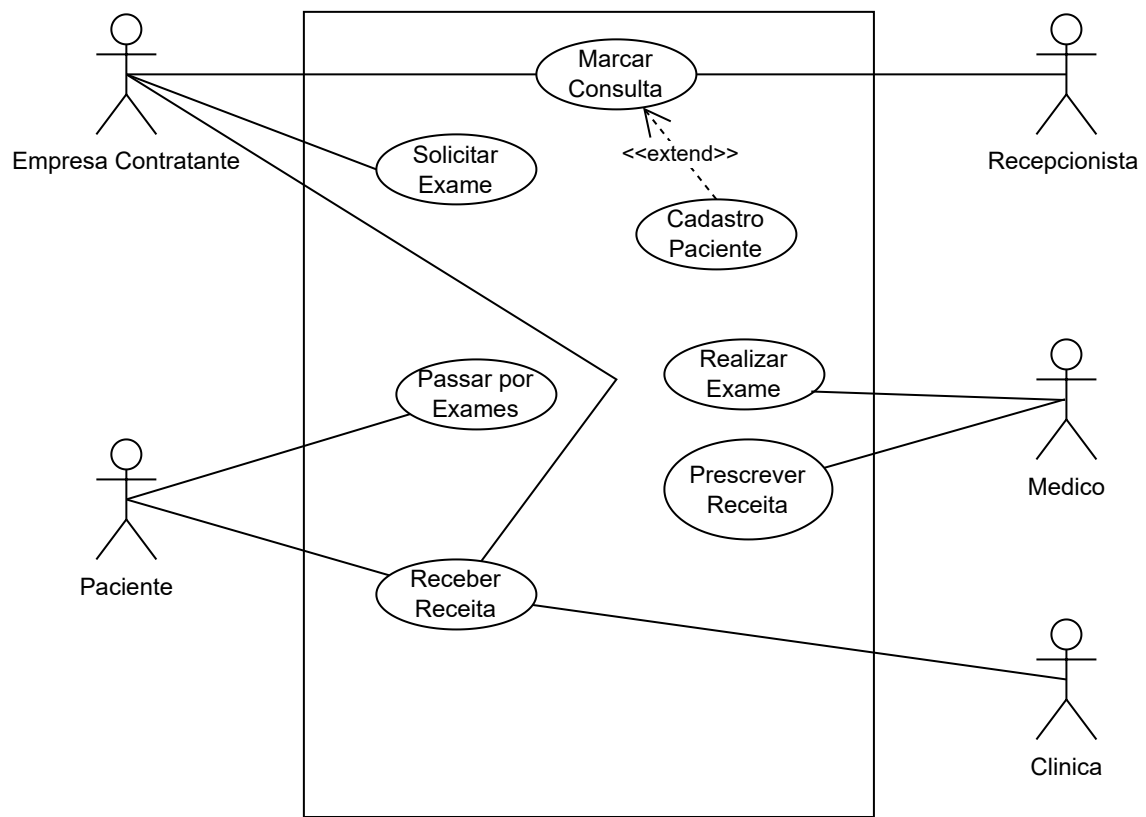 Marcar
Consulta
Empresa Contratante
Solicitar
Exame
<<extend>>
Recepcionista
Cadastro
Paciente
Passar por
Exames
Realizar
Exame
Prescrever
Receita
Medico
Paciente
Receber
Receita
Clinica